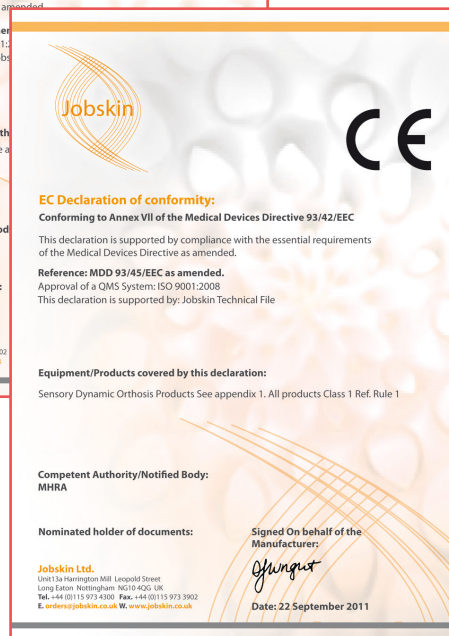 amended
Jobskin
CE
EC Declaration of conformity:
Conforming to Annex Vll of the Medical Devices Directive 93/42/EEC
This declaration is supported by compliance with the essential requirements
of the Medical Devices Directive as amended.
Reference: MDD 93/45/EEC as amended.
Approval of a QMS System: ISO 9001:2008
This declaration is supported by: Jobskin Technical File
Equipment/Products covered by this declaration:
Sensory Dynamic Orthosis Products See appendix 1. All products Class 1 Ref. Rule 1
Competent Authority/Notified Body:
MHRA
Nominated holder of documents:
Jobskin Ltd.
Unit13a Harrington Mill Leopold Street
Long Eaton Nottingham NG10 4QG UK
Tel. +44 (0)115 973 4300 Fax. +44 (0)115 973 3902
E. orders@jobskin.co.uk W. www.jobskin.co.uk
Signed On behalf of the
Manufacturer:
Date: 22 September 2011